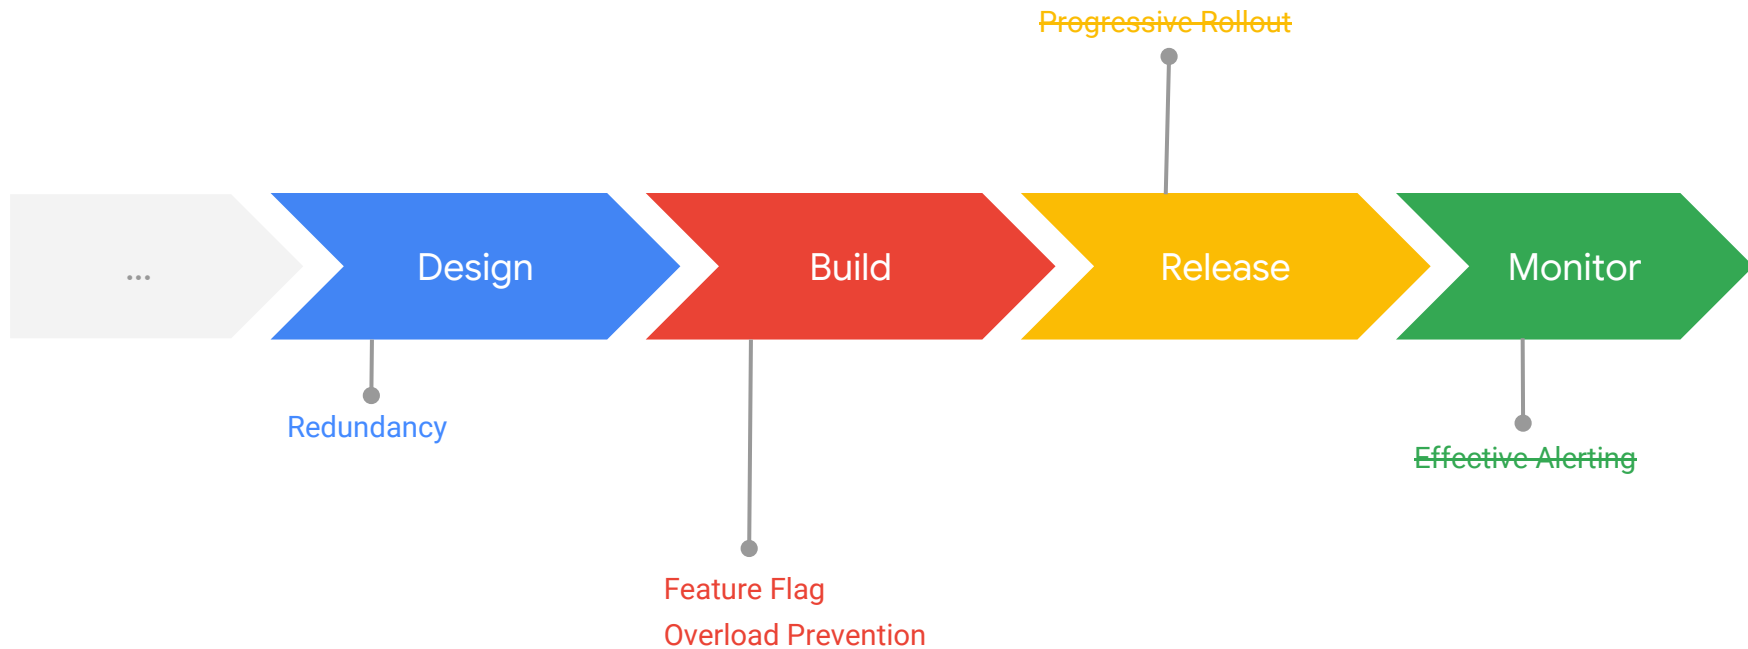 Progressive Rollout
...
Design
Build
Release
Monitor
Redundancy
Effective Alerting
Feature Flag
Overload Prevention